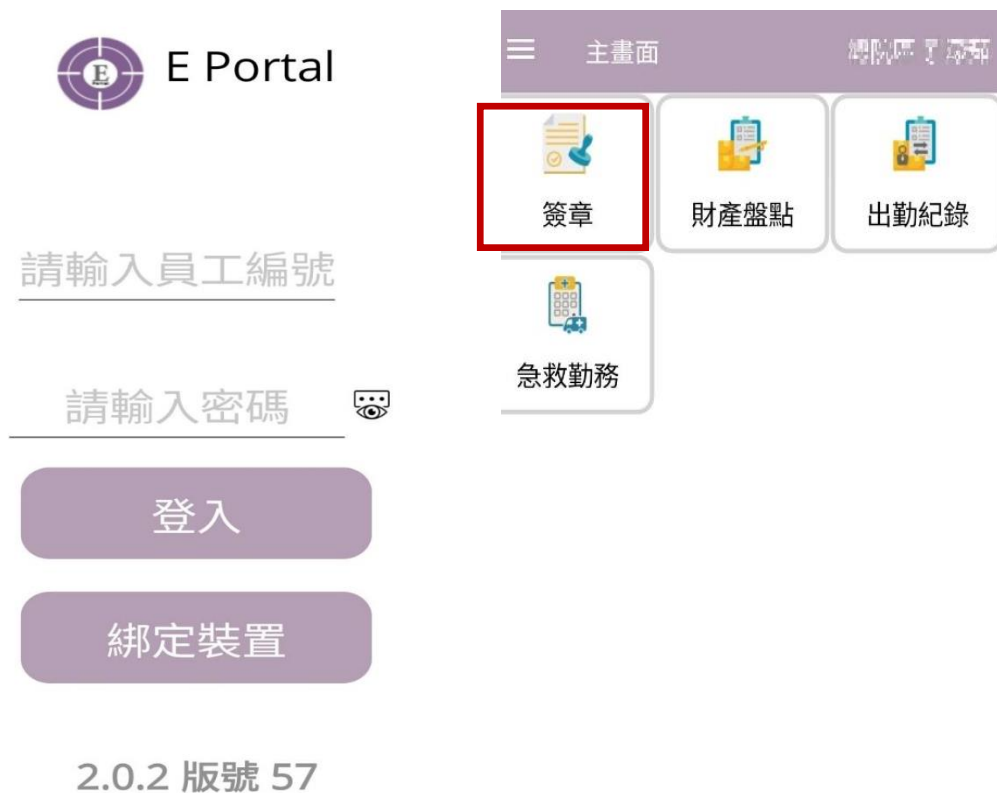 E Portal
請輸入員工編號
請輸入密碼
登入
綁定裝置
2.0.2 版號 57
主畫面
簽章
財產盤點
出勤紀錄
急救勤務